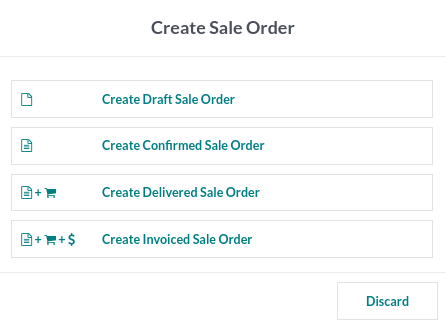 Create Sale Order
Create Draft Sale Order
Create Confirmed Sale Order
+ Create Delivered Sale Order
+ + $ Create Invoiced Sale Order
Discard